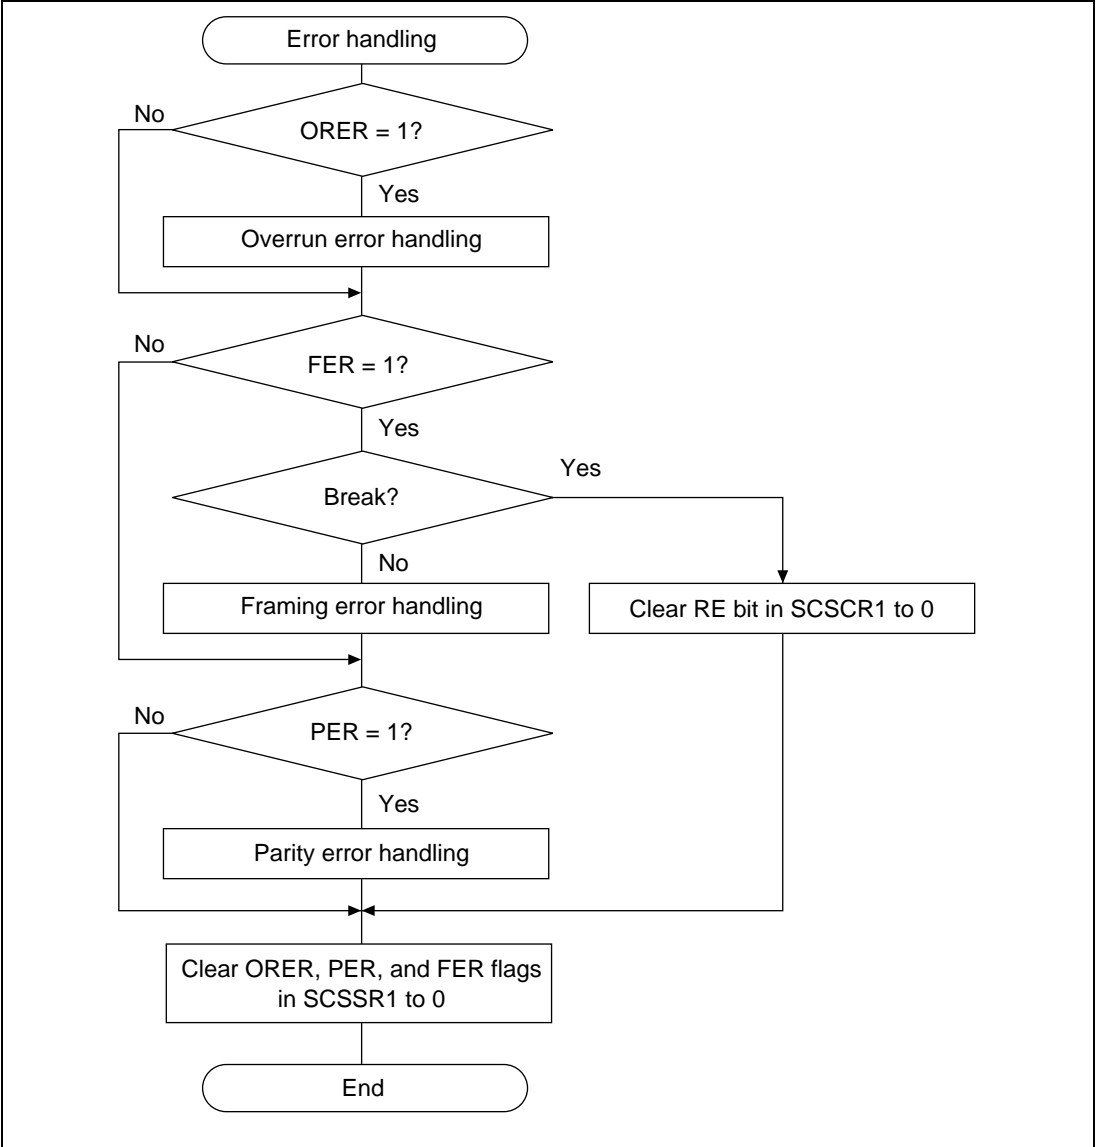 Error handling
No
ORER = 1?
Yes
Overrun error handling
No
FER = 1?
Yes
Break?
Yes
No
Framing error handling
Clear RE bit in SCSCR1 to 0
No
PER = 1?
Yes
Parity error handling
Clear ORER, PER, and FER flags
in SCSSR1 to 0
End